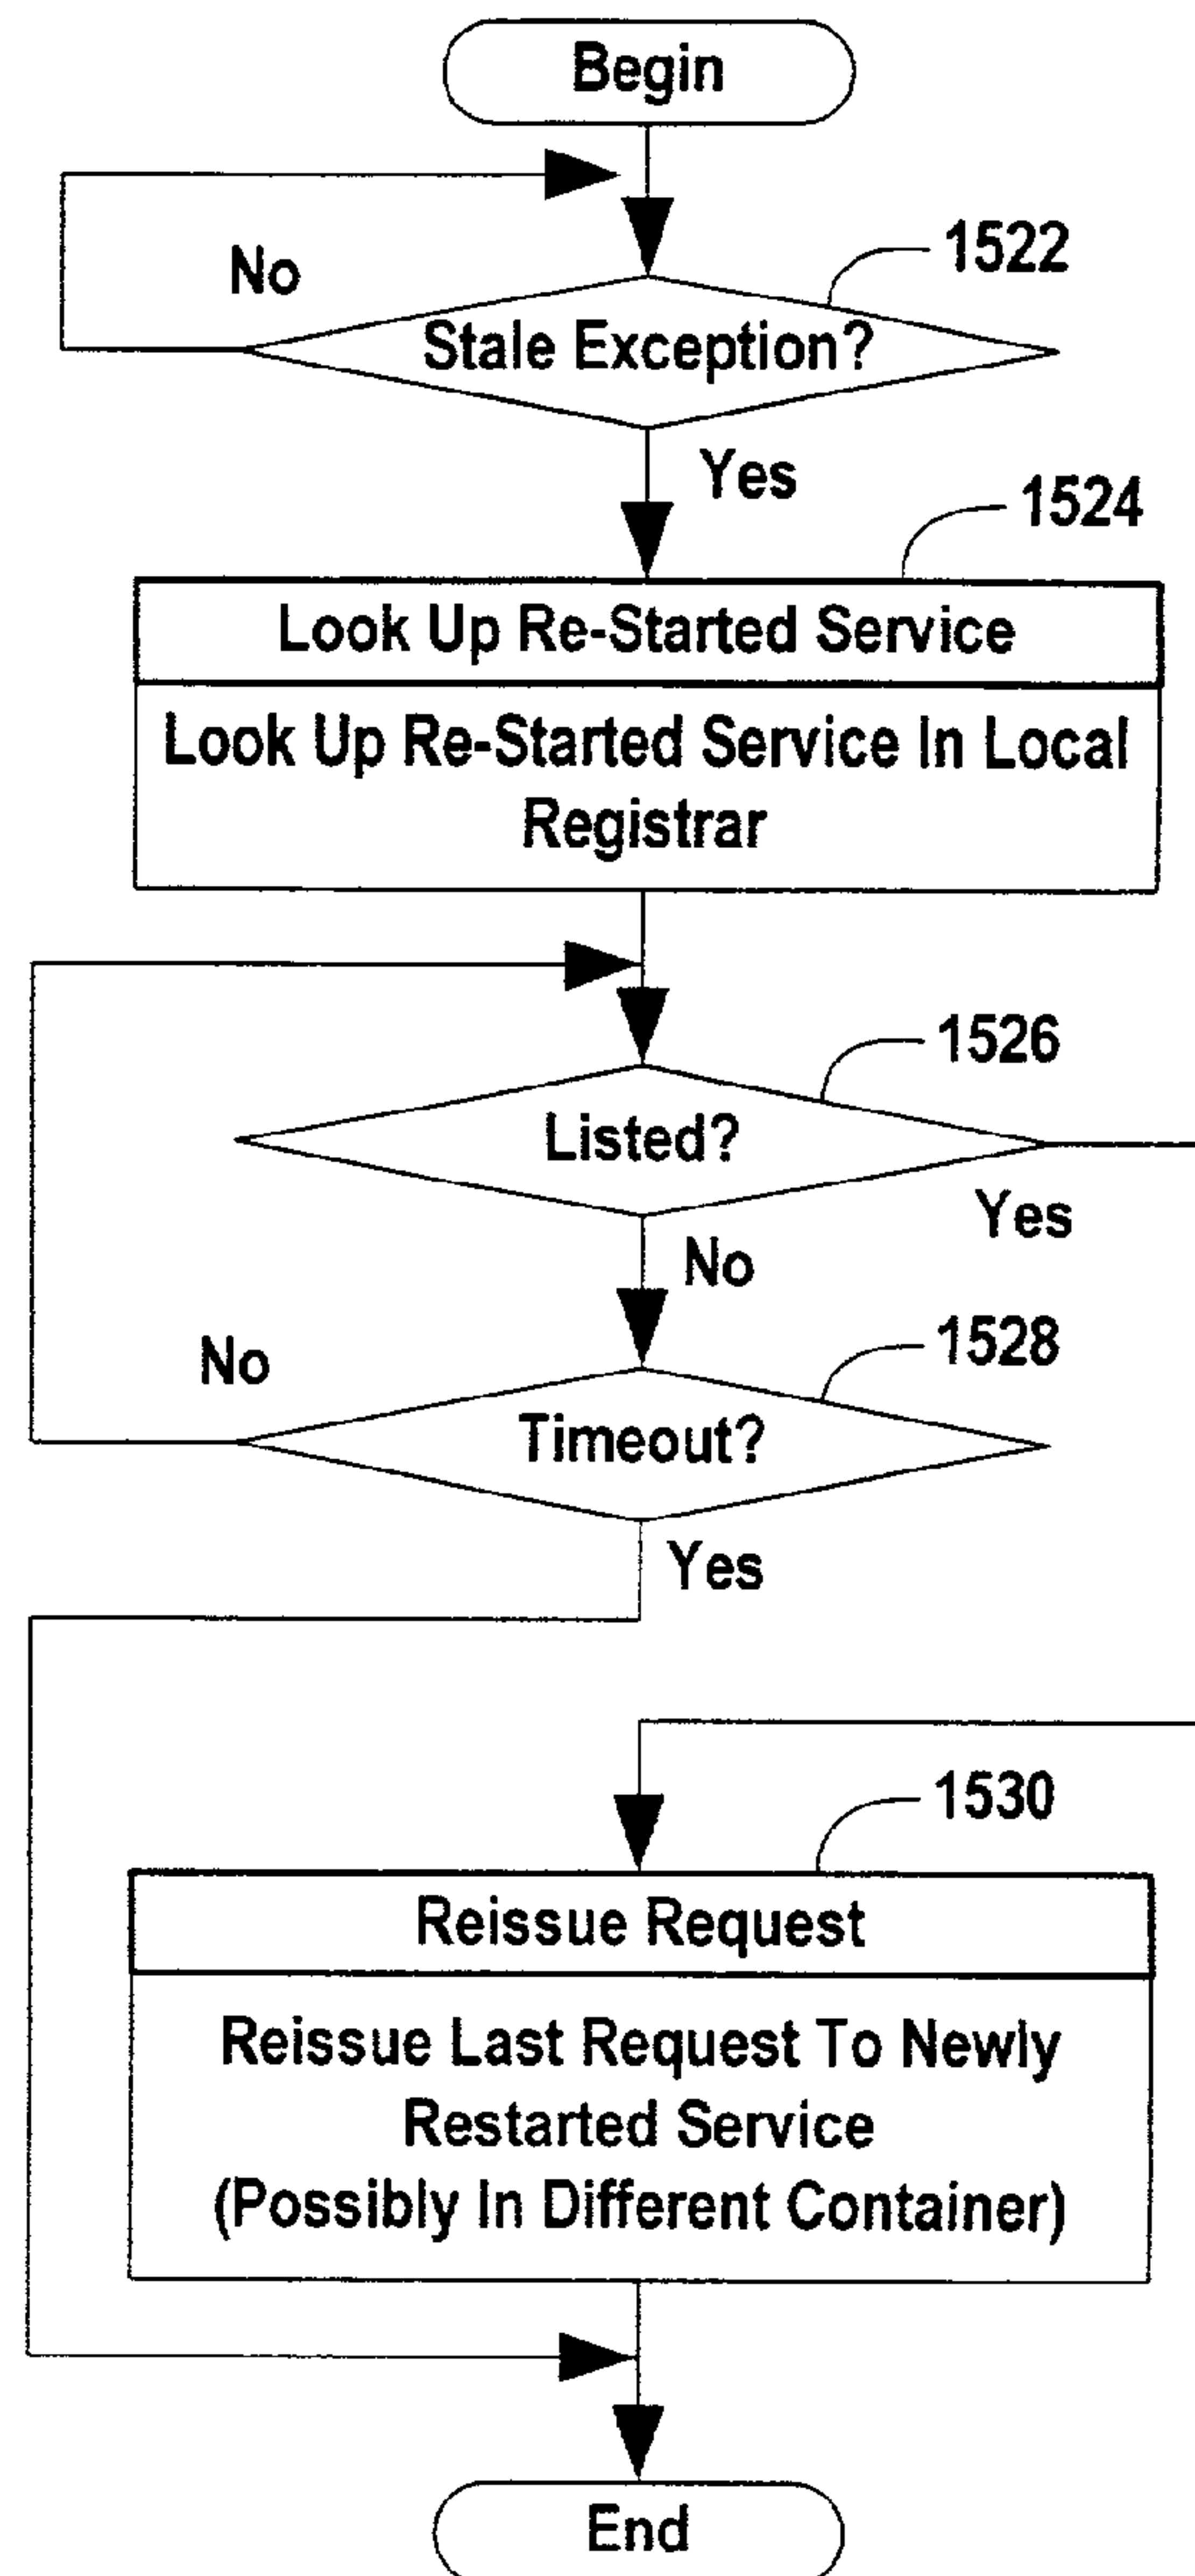 Begin
No
1522
Stale Exception?
Yes
1524
Look Up Re-Started Service
Look Up Re-Started Service In Local
Registrar
1526
Listed?
Yes
No
1528
No
Timeout?
Yes
1530
Reissue Request
Reissue Last Request To Newly
Restarted Service
(Possibly In Different Container)
End